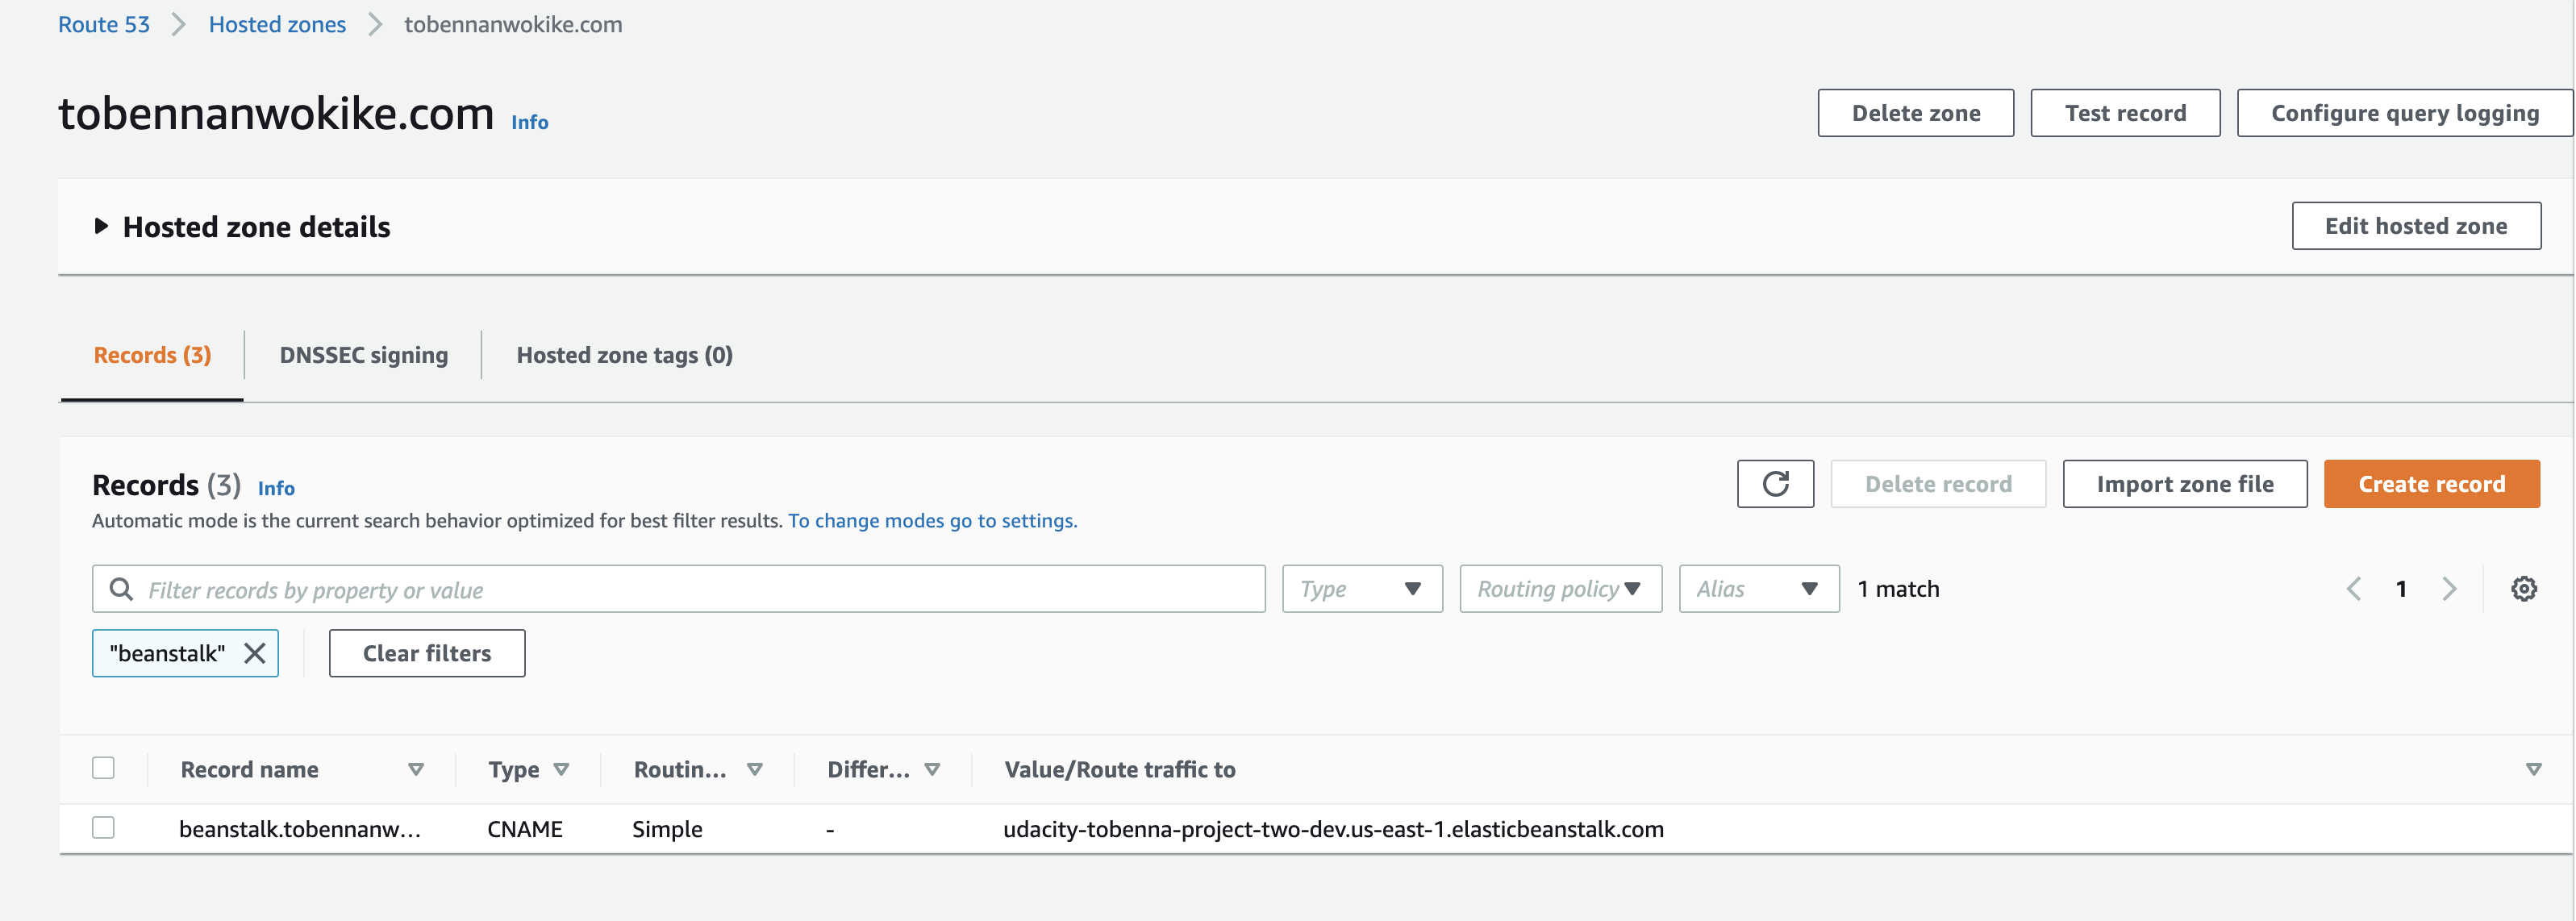 Route 53 > Hosted zones > tobennanwokike.com
tobennanwokike.com Info
Delete zone Test record Configure query logging
Hosted zone details
Edit hosted zone
Records (3) DNSSEC signing Hosted zone tags (0)
Records (3) Info
Delete record Import zone file Create record
Automatic mode is the current search behavior optimized for best filter results. To change modes go to settings.
Filter records by property or value Type Routing policy Alias 1 match 1
"beanstalk" Clear filters
Record name Type Routin... Differ... Value/Route traffic to
beanstalk.tobennanw... CNAME Simple - udacity-tobenna-project-two-dev.us-east-1.elasticbeanstalk.com